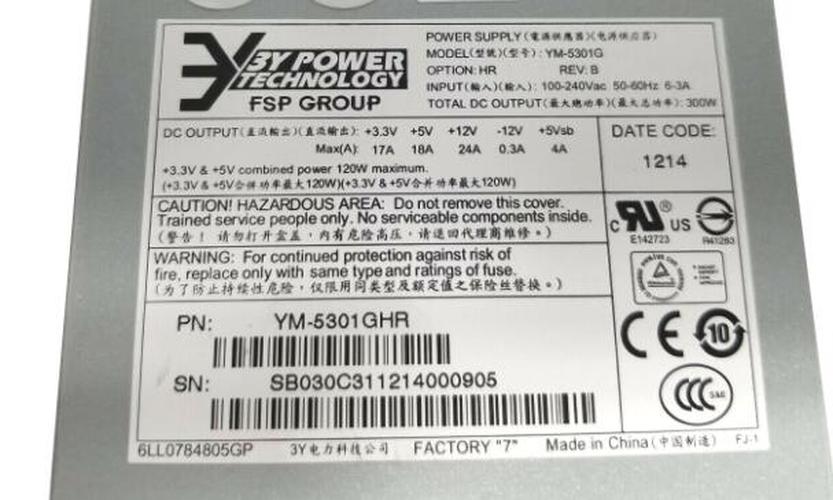 3Y POWER
TECHNOLOGY
FSP GROUP
POWER SUPPLY(電源供應器)(电源供应器)
MODEL(型號)(型号): YM-5301G
OPTION: HR REV: B
INPUT(輸入)(输入): 100-240Vac 50-60Hz 6-3A
TOTAL DC OUTPUT(最大總功率)(最大总功率): 300W
DC OUTPUT(直流輸出)(直流输出): +3.3V +5V +12V -12V +5Vsb
Max(A): 17A 18A 24A 0.3A 4A
+3.3V & +5V combined power 120W maximum.
(+3.3V & +5V合併功率最大120W)(+3.3V & +5V合并功率最大120W)
DATE CODE:
1214
CAUTION! HAZARDOUS AREA: Do not remove this cover.
Trained service people only. No serviceable components inside.
(警告! 请勿打开盒盖,内有危险高压,请送回代理商维修。)
c RU ® US
E142723
R41283
WARNING: For continued protection against risk of
fire, replace only with same type and ratings of fuse.
(为了防止持续性危险,仅限用同类型及额定值之保险丝替换。)
PN: YM-5301GHR
SN: SB030C311214000905
CE
10
CCC S&E
6LL0784805GP 3Y电力科技公司 FACTORY "7" Made in China(中国制造) FJ-1